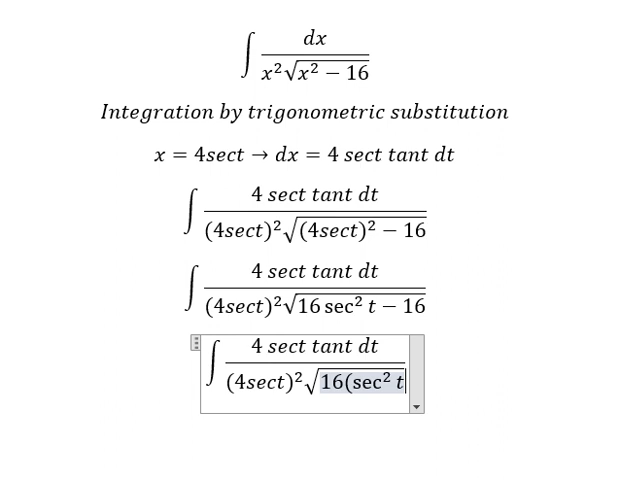 ∫ dx / x²√x² − 16
Integration by trigonometric substitution
x = 4sect → dx = 4 sect tant dt
∫ 4 sect tant dt / (4sect)²√(4sect)² − 16
∫ 4 sect tant dt / (4sect)²√16 sec² t − 16
∫ 4 sect tant dt / (4sect)²√16(sec² t